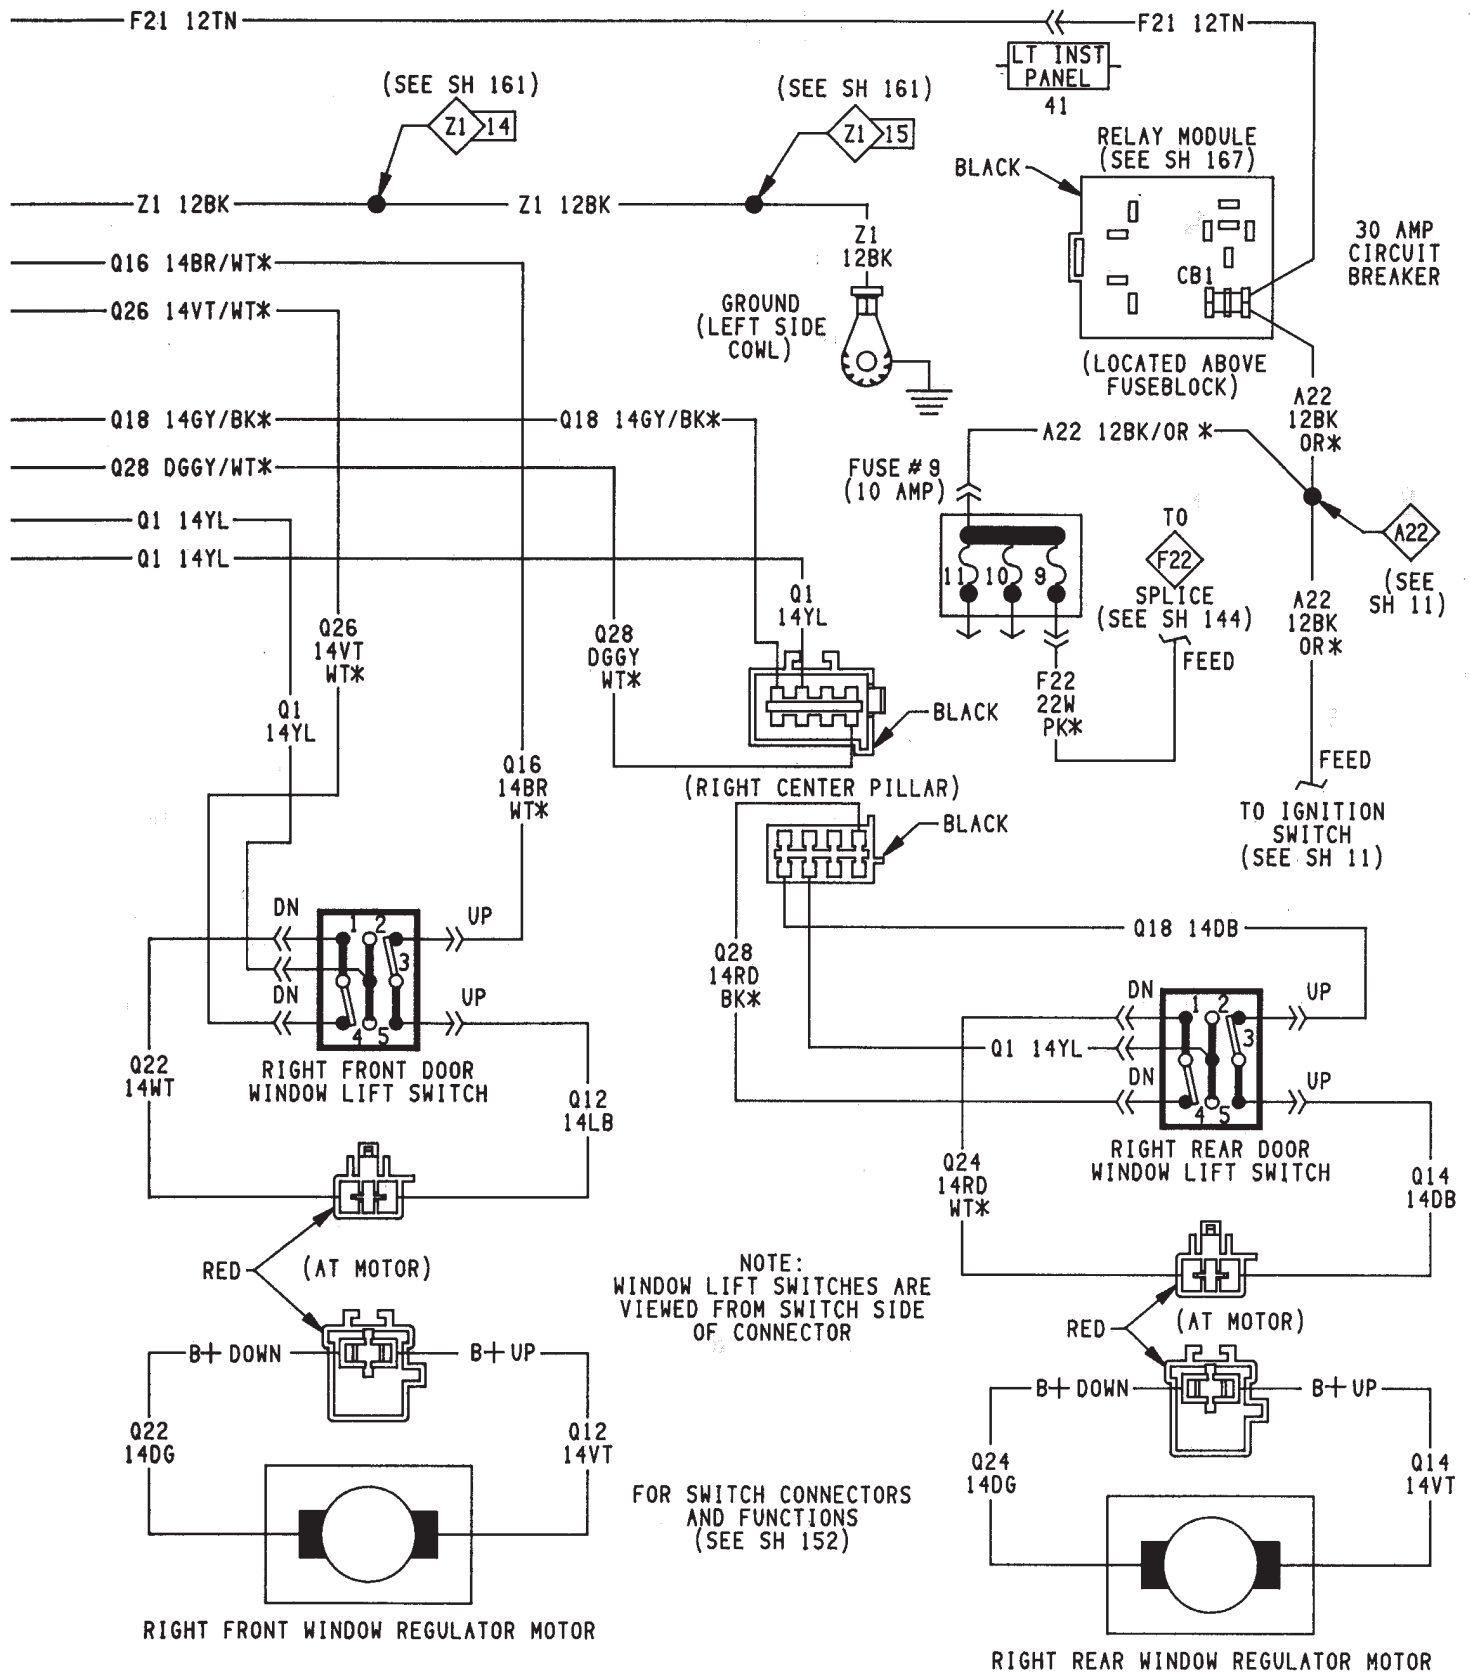 F21 12TN
F21 12TN
LT INST
PANEL
41
(SEE SH 161)
Z1 14
(SEE SH 161)
Z1 15
RELAY MODULE
(SEE SH 167)
BLACK
Z1 12BK
Z1 12BK
Z1
12BK
30 AMP
CIRCUIT
BREAKER
CB1
Q16 14BR/WT*
Q26 14VT/WT*
GROUND
(LEFT SIDE
COWL)
(LOCATED ABOVE
FUSEBLOCK)
A22
12BK
OR*
Q18 14GY/BK*
Q18 14GY/BK*
A22 12BK/OR *
Q28 DGGY/WT*
FUSE # 9
(10 AMP)
Q1 14YL
Q1 14YL
TO
F22
SPLICE
(SEE SH 144)
FEED
A22
(SEE
SH 11)
11
10
9
Q1
14YL
A22
12BK
OR*
Q26
14VT
WT*
Q28
DGGY
WT*
F22
22W
PK*
Q1
14YL
BLACK
Q16
14BR
WT*
(RIGHT CENTER PILLAR)
FEED
TO IGNITION
SWITCH
(SEE SH 11)
BLACK
DN
1
2
UP
3
DN
4
5
UP
RIGHT FRONT DOOR
WINDOW LIFT SWITCH
Q18 14DB
Q28
14RD
BK*
DN
1
2
UP
Q1 14YL
3
DN
4
5
UP
RIGHT REAR DOOR
WINDOW LIFT SWITCH
Q22
14WT
Q12
14LB
Q24
14RD
WT*
Q14
14DB
RED
(AT MOTOR)
NOTE:
WINDOW LIFT SWITCHES ARE
VIEWED FROM SWITCH SIDE
OF CONNECTOR
RED
(AT MOTOR)
B+ DOWN
B+ UP
B+ DOWN
B+ UP
Q22
14DG
Q12
14VT
Q24
14DG
Q14
14VT
FOR SWITCH CONNECTORS
AND FUNCTIONS
(SEE SH 152)
RIGHT FRONT WINDOW REGULATOR MOTOR
RIGHT REAR WINDOW REGULATOR MOTOR